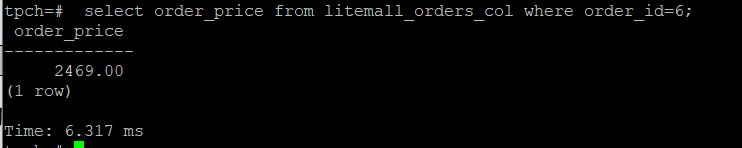 tpch=#  select order_price from litemall_orders_col where order_id=6;
 order_price
-------------
     2469.00
(1 row)

Time: 6.317 ms